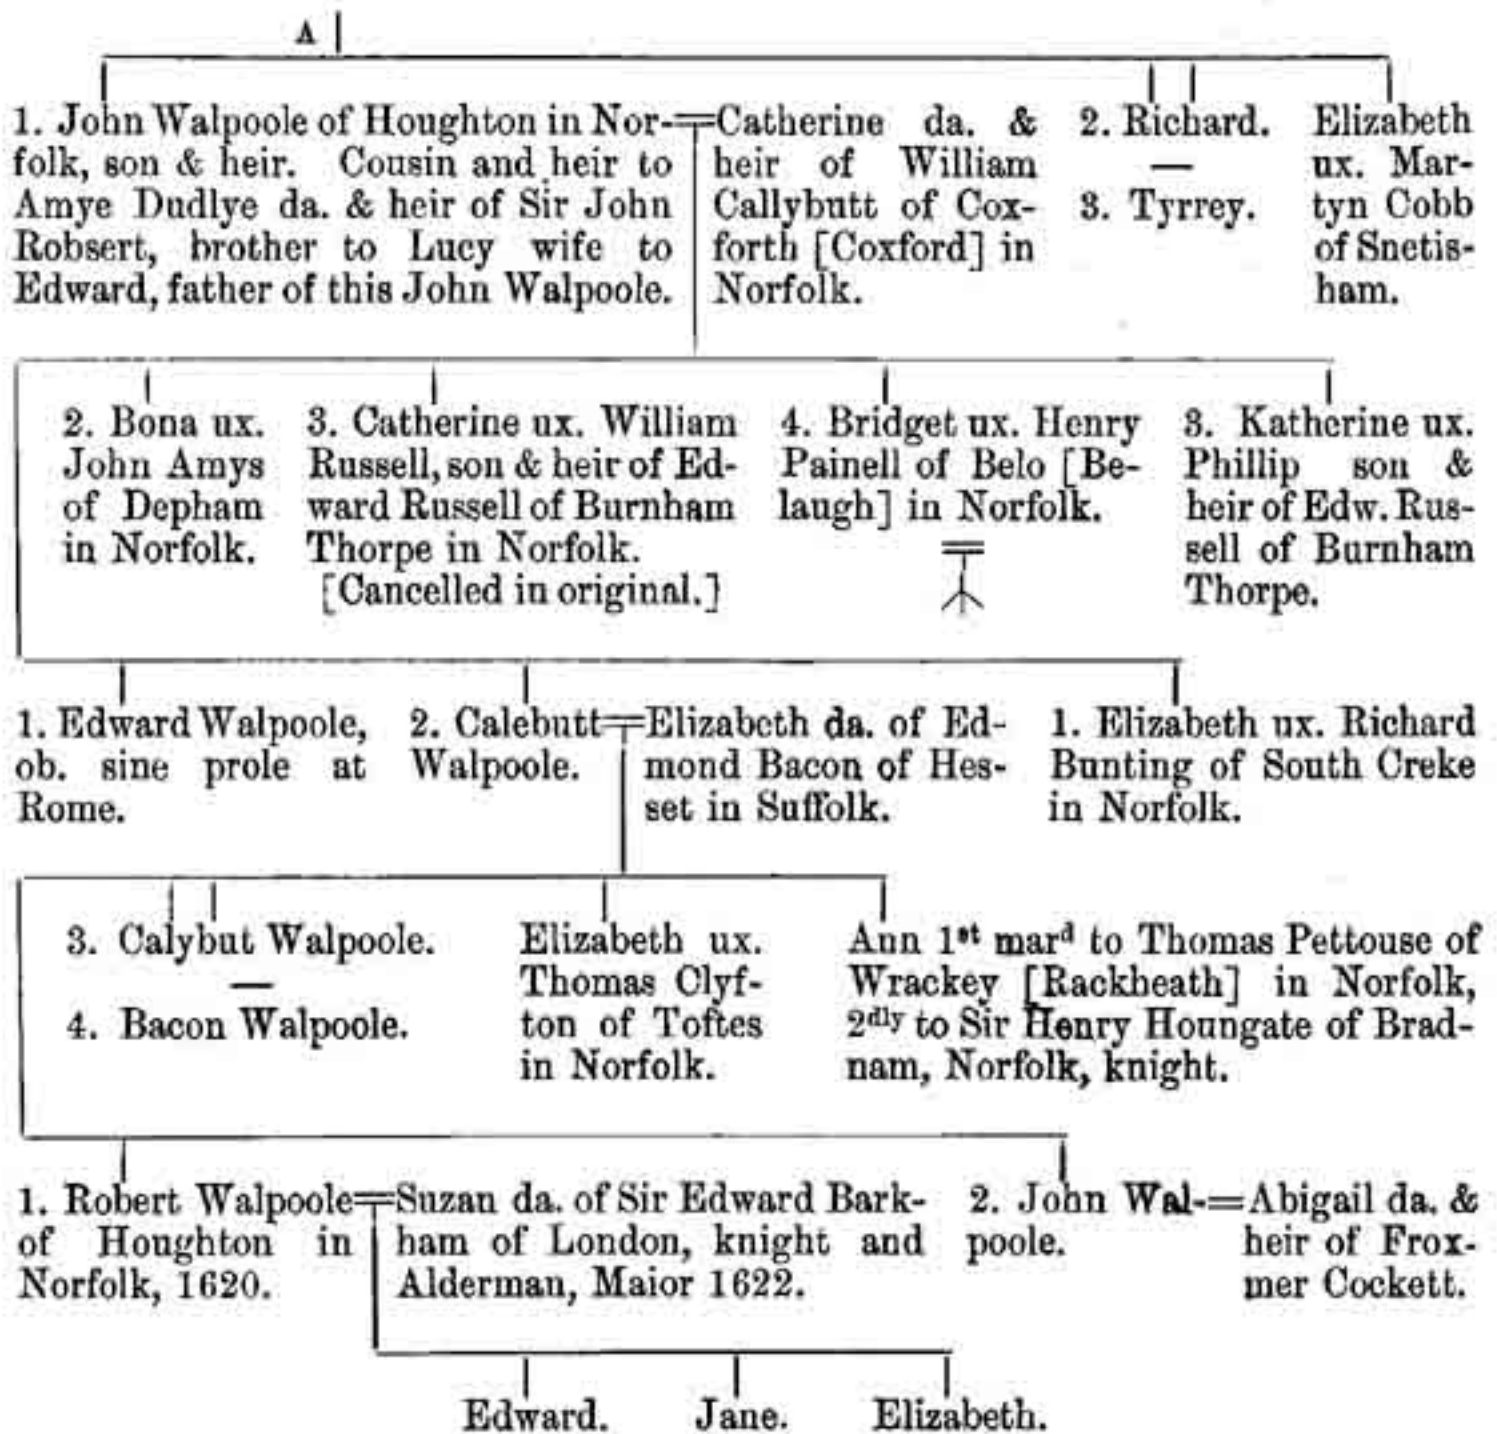 A
1. John Walpoole of Houghton in Nor-
folk, son & heir. Cousin and heir to
Amye Dudlye da. & heir of Sir John
Robsert, brother to Lucy wife to
Edward, father of this John Walpoole.
Catherine da. &
heir of William
Callybutt of Cox-
forth [Coxford] in
Norfolk.
2. Richard.
—
3. Tyrrey.
Elizabeth
ux. Mar-
tyn Cobb
of Snetis-
ham.
2. Bona ux.
John Amys
of Depham
in Norfolk.
3. Catherine ux. William
Russell, son & heir of Ed-
ward Russell of Burnham
Thorpe in Norfolk.
[Cancelled in original.]
4. Bridget ux. Henry
Painell of Belo [Be-
laugh] in Norfolk.
3. Katherine ux.
Phillip son &
heir of Edw. Rus-
sell of Burnham
Thorpe.
1. Edward Walpoole,
ob. sine prole at
Rome.
2. Calebutt
Walpoole.
Elizabeth da. of Ed-
mond Bacon of Hes-
set in Suffolk.
1. Elizabeth ux. Richard
Bunting of South Creke
in Norfolk.
3. Calybut Walpoole.
—
4. Bacon Walpoole.
Elizabeth ux.
Thomas Clyf-
ton of Toftes
in Norfolk.
Ann 1st mard to Thomas Pettouse of
Wrackey [Rackheath] in Norfolk,
2dly to Sir Henry Houngate of Brad-
nam, Norfolk, knight.
1. Robert Walpoole
of Houghton in
Norfolk, 1620.
Suzan da. of Sir Edward Bark-
ham of London, knight and
Alderman, Maior 1622.
2. John Wal-
poole.
Abigail da. &
heir of Frox-
mer Cockett.
Edward.
Jane.
Elizabeth.